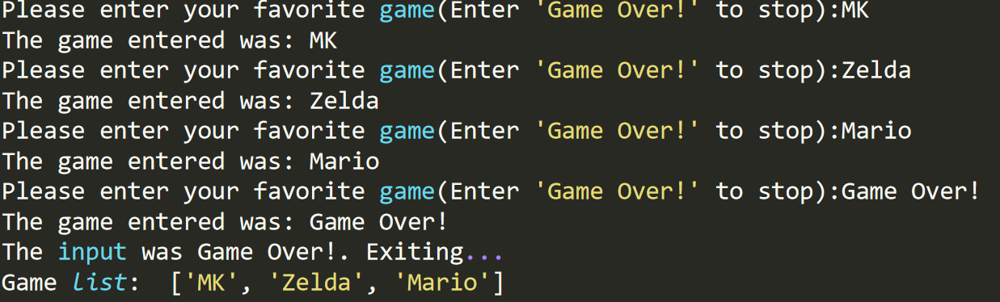 Please enter your favorite game(Enter 'Game Over!' to stop):MK
The game entered was: MK
Please enter your favorite game(Enter 'Game Over!' to stop):Zelda
The game entered was: Zelda
Please enter your favorite game(Enter 'Game Over!' to stop):Mario
The game entered was: Mario
Please enter your favorite game(Enter 'Game Over!' to stop):Game Over!
The game entered was: Game Over!
The input was Game Over!. Exiting...
Game list:  ['MK', 'Zelda', 'Mario']